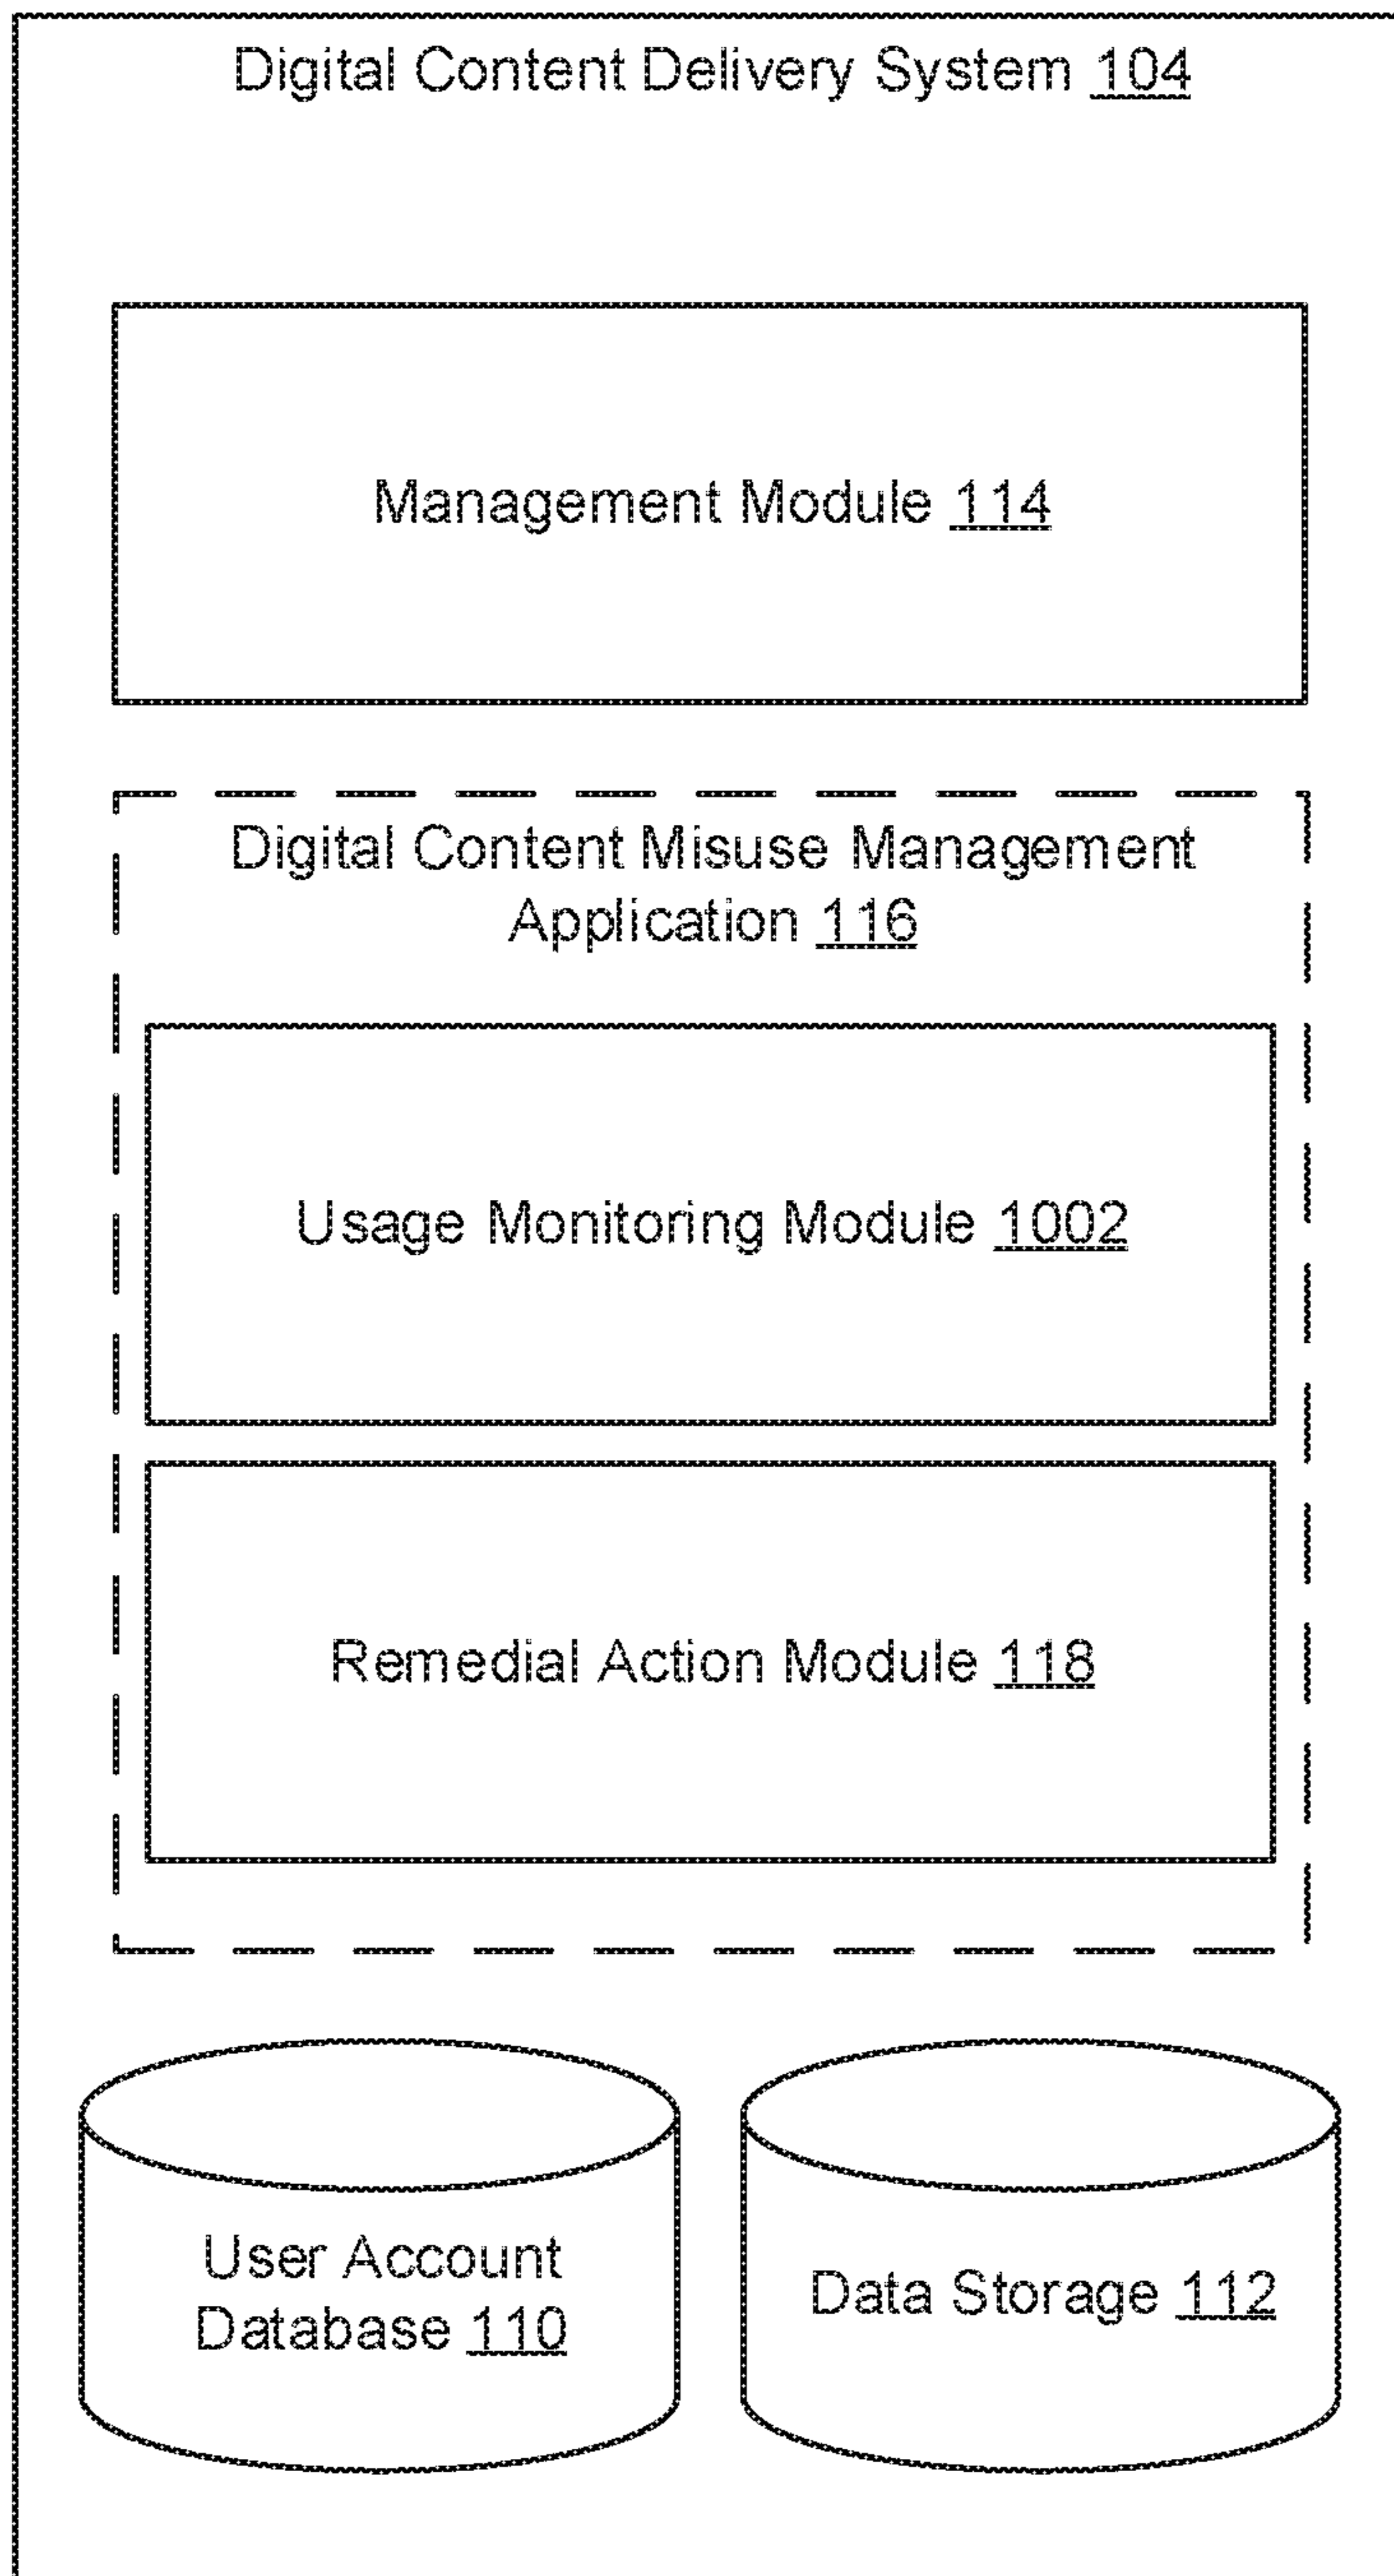 Digital Content Delivery System 104
Management Module 114
Digital Content Misuse Management
Application 116
Usage Monitoring Module 1002
Remedial Action Module 118
User Account
Database 110
Data Storage 112